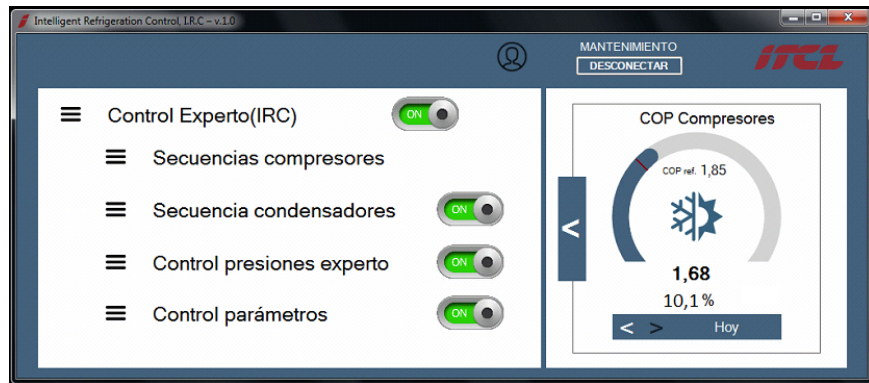 Intelligent Refrigeration Control, I.R.C – v.1.0
MANTENIMIENTO
DESCONECTAR
ITCL
Control Experto(IRC)
ON
Secuencias compresores
Secuencia condensadores
ON
Control presiones experto
ON
Control parámetros
ON
COP Compresores
COP ref. 1,85
<
1,68
10,1 %
< > Hoy